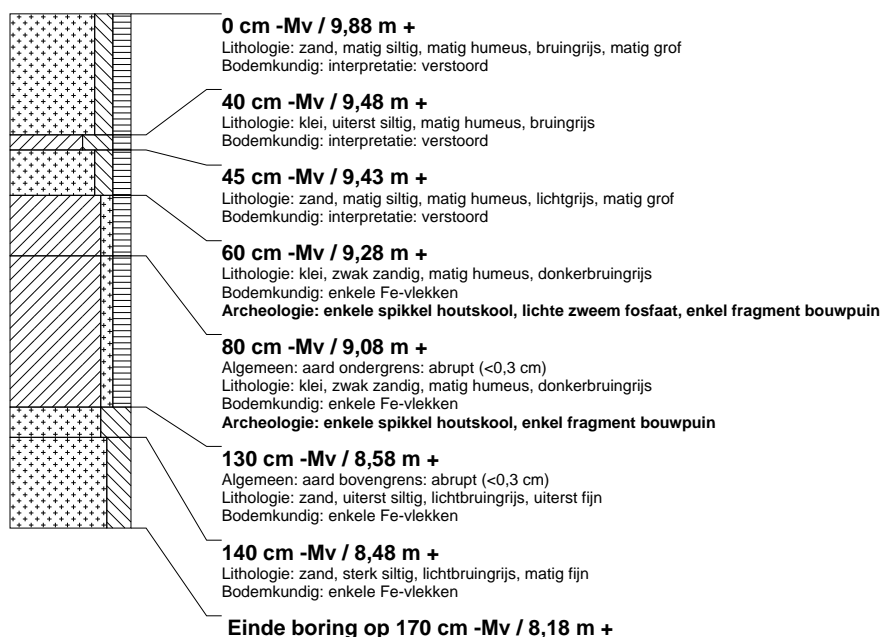 0 cm -Mv / 9,88 m +
Lithologie: zand, matig siltig, matig humeus, bruingrijs, matig grof
Bodemkundig: interpretatie: verstoord
40 cm -Mv / 9,48 m +
Lithologie: klei, uiterst siltig, matig humeus, bruingrijs
Bodemkundig: interpretatie: verstoord
45 cm -Mv / 9,43 m +
Lithologie: zand, matig siltig, matig humeus, lichtgrijs, matig grof
Bodemkundig: interpretatie: verstoord
60 cm -Mv / 9,28 m +
Lithologie: klei, zwak zandig, matig humeus, donkerbruingrijs
Bodemkundig: enkele Fe-vlekken
Archeologie: enkele spikkel houtskool, lichte zweem fosfaat, enkel fragment bouwpuin
80 cm -Mv / 9,08 m +
Algemeen: aard ondergrens: abrupt (<0,3 cm)
Lithologie: klei, zwak zandig, matig humeus, donkerbruingrijs
Bodemkundig: enkele Fe-vlekken
Archeologie: enkele spikkel houtskool, enkel fragment bouwpuin
130 cm -Mv / 8,58 m +
Algemeen: aard bovengrens: abrupt (<0,3 cm)
Lithologie: zand, uiterst siltig, lichtbruingrijs, uiterst fijn
Bodemkundig: enkele Fe-vlekken
140 cm -Mv / 8,48 m +
Lithologie: zand, sterk siltig, lichtbruingrijs, matig fijn
Bodemkundig: enkele Fe-vlekken
Einde boring op 170 cm -Mv / 8,18 m +